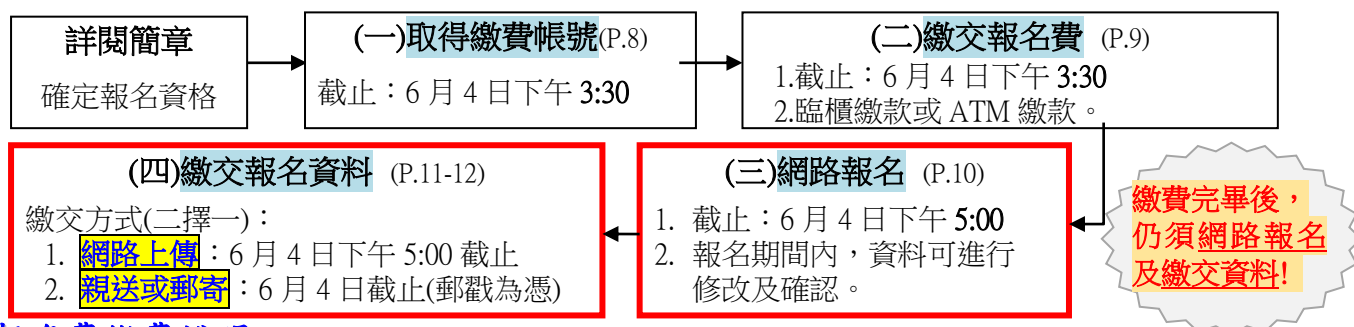 詳閱簡章
確定報名資格
(一)取得繳費帳號(P.8)
截止：6 月 4 日下午 3:30
(二)繳交報名費 (P.9)
1.截止：6 月 4 日下午 3:30
2.臨櫃繳款或 ATM 繳款。
(三)網路報名 (P.10)
1. 截止：6 月 4 日下午 5:00
2. 報名期間內，資料可進行
修改及確認。
(四)繳交報名資料 (P.11-12)
繳交方式(二擇一)：
1. 網路上傳：6 月 4 日下午 5:00 截止
2. 親送或郵寄：6 月 4 日截止(郵戳為憑)
繳費完畢後，
仍須網路報名
及繳交資料!